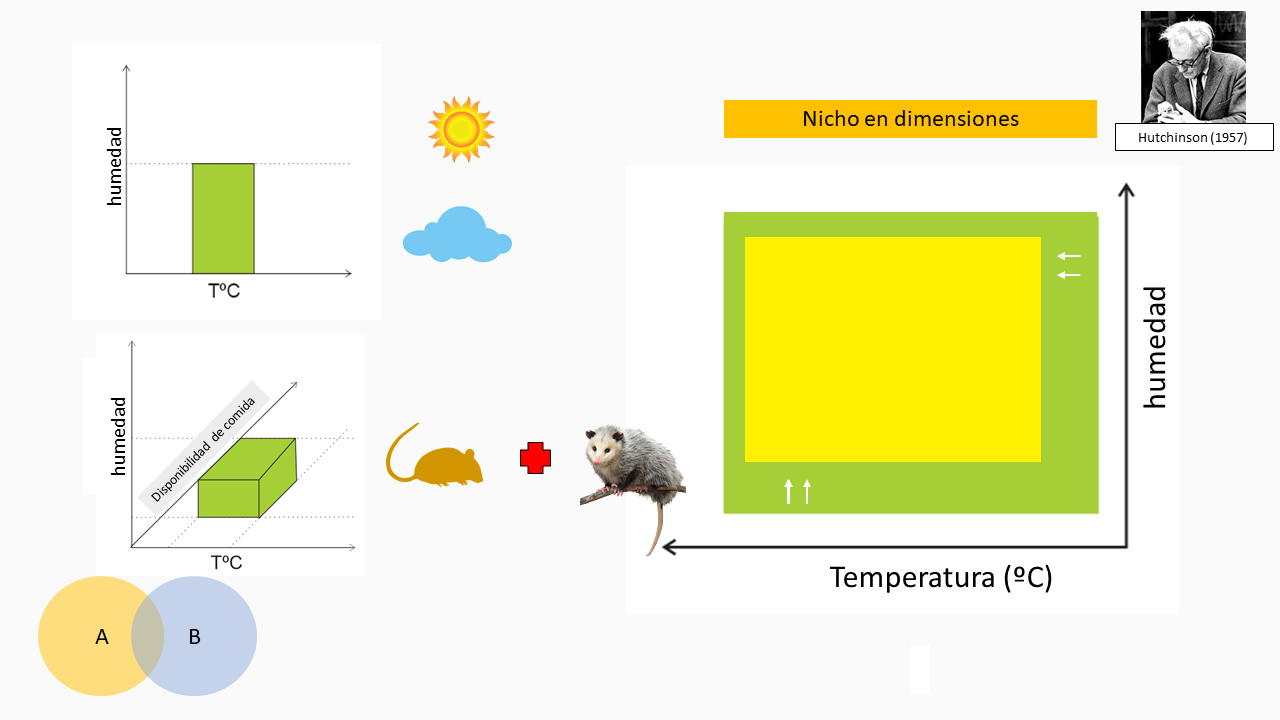 Nicho en dimensiones
Hutchinson (1957)
humedad
TºC
humedad
Disponibilidad de comida
TºC
A
B
humedad
Temperatura (ºC)